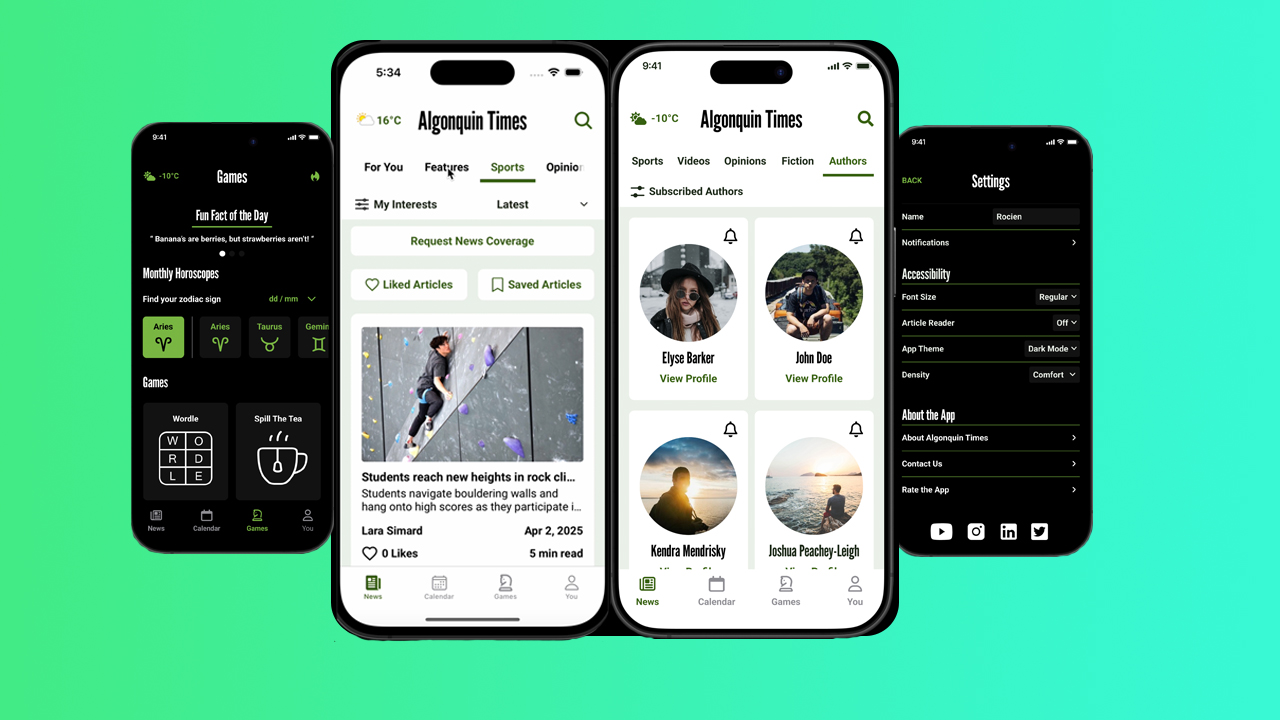 9:41
-10°C
Games
Fun Fact of the Day
“ Banana's are berries, but strawberries aren't! ”
Monthly Horoscopes
Find your zodiac sign
dd / mm
Aries
Aries
Taurus
Gemin
Games
Wordle
W O
R D
L E
Spill The Tea
News
Calendar
Games
You
5:34
16°C
Algonquin Times
For You
Features
Sports
Opinion
My Interests
Latest
Request News Coverage
Liked Articles
Saved Articles
Students reach new heights in rock cli...
Students navigate bouldering walls and
hang onto high scores as they participate i...
Lara Simard
Apr 2, 2025
0 Likes
5 min read
News
Calendar
Games
You
9:41
-10°C
Algonquin Times
Sports
Videos
Opinions
Fiction
Authors
Subscribed Authors
Elyse Barker
View Profile
John Doe
View Profile
Kendra Mendrisky
Joshua Peachey-Leigh
News
Calendar
Games
You
9:41
BACK
Settings
Name
Rocien
Notifications
Accessibility
Font Size
Regular
Article Reader
Off
App Theme
Dark Mode
Density
Comfort
About the App
About Algonquin Times
Contact Us
Rate the App